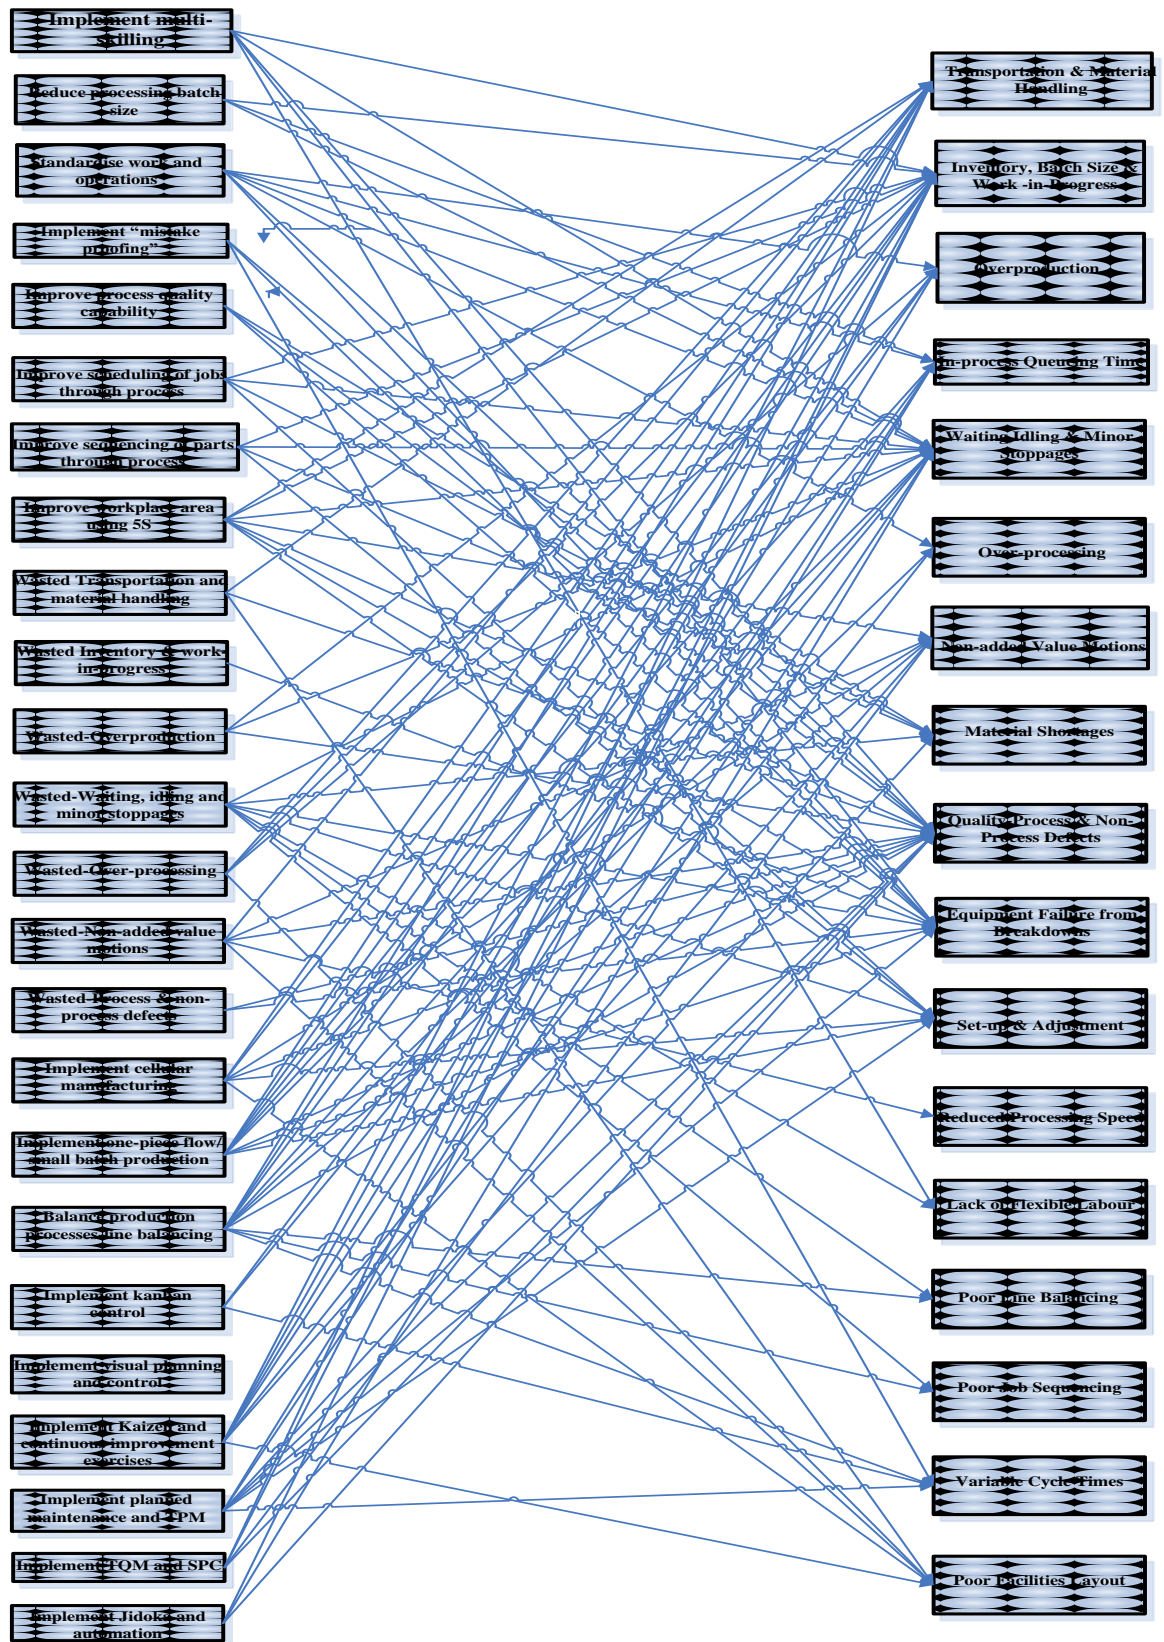 Implement multi-
skilling
Reduce processing batch
size
Standardise work and
operations
Implement “mistake
proofing”
Improve process quality
capability
Improve scheduling of jobs
through process
Improve sequencing of parts
through process
Improve workplace area
using 5S
Wasted Transportation and
material handling
Wasted Inventory & work-
in-progress
Wasted-Overproduction
Wasted-Waiting, idling and
minor stoppages
Wasted-Over-processing
Wasted-Non-added value
motions
Wasted-Process & non-
process defects
Implement cellular
manufacturing
Implement one-piece flow/
small batch production
Balance production
processes line balancing
Implement kanban
control
Implement visual planning
and control
Implement Kaizen and
continuous improvement
exercises
Implement planned
maintenance and TPM
Implement TQM and SPC
Implement Jidoka and
automation
Transportation & Material
Handling
Inventory, Batch Size &
Work -in-Progress
Overproduction
In-process Queueing Time
Waiting Idling & Minor
Stoppages
Over-processing
Non-added Value Motions
Material Shortages
Quality-Process & Non-
Process Defects
Equipment Failure from
Breakdowns
Set-up & Adjustment
Reduced Processing Speed
Lack of Flexible Labour
Poor Line Balancing
Poor Job Sequencing
Variable Cycle Times
Poor Facilities Layout